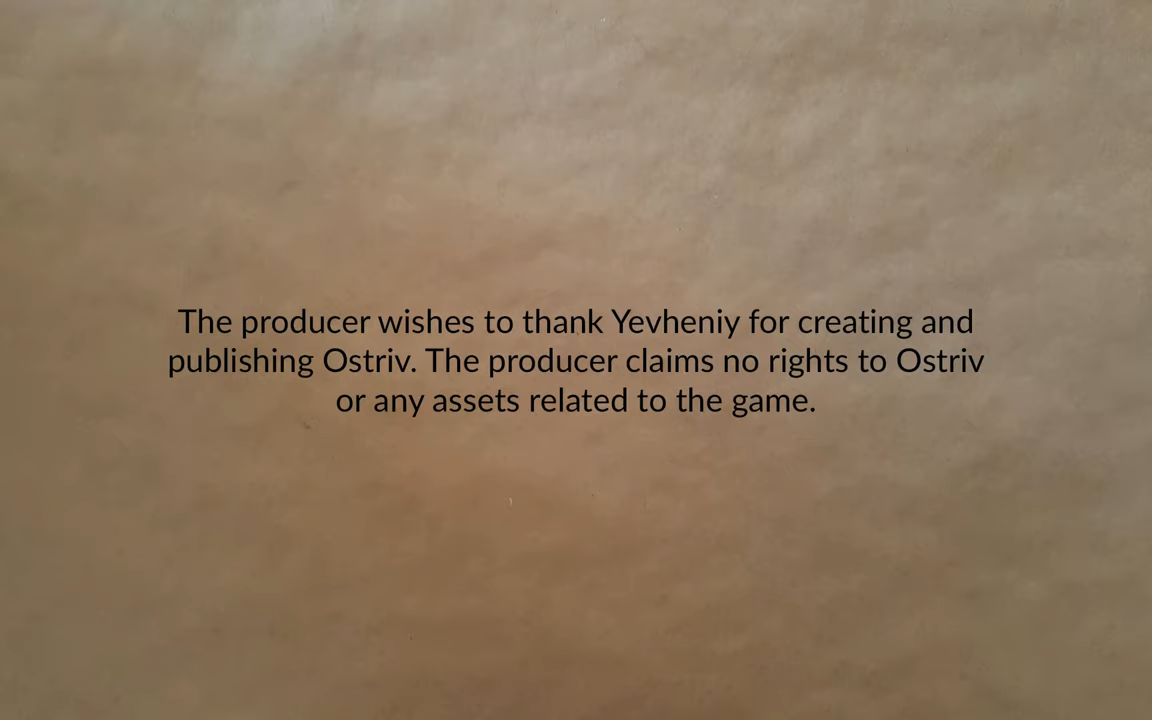 The producer wishes to thank Yevheniy for creating and
publishing Ostriv. The producer claims no rights to Ostriv
or any assets related to the game.